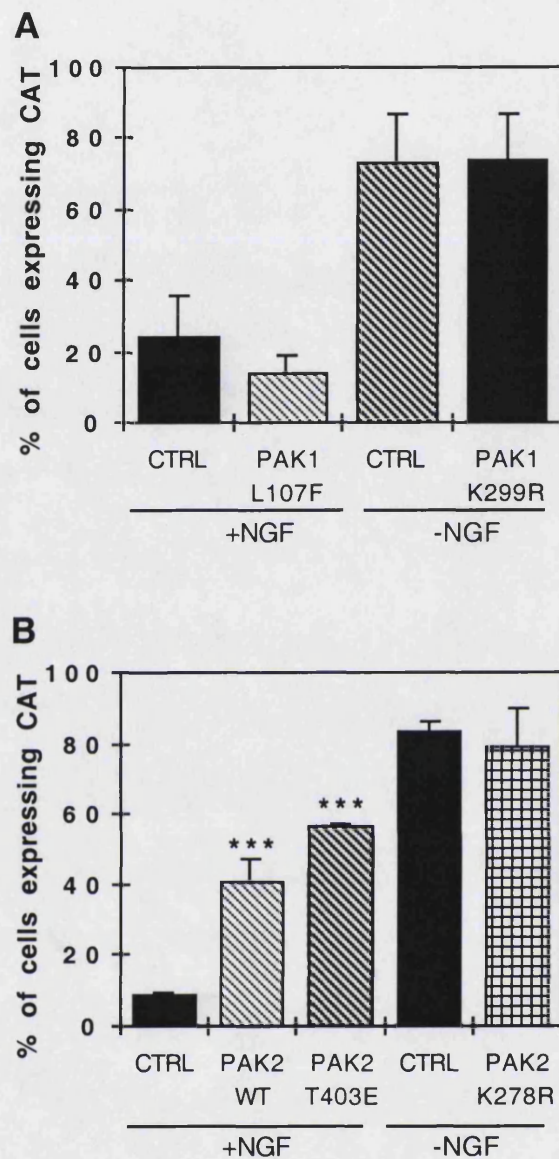 A
% of cells expressing CAT
100
80
60
40
20
0
CTRL PAK1 CTRL PAK1
L107F K299R
+NGF -NGF
B
% of cells expressing CAT
100
80
60
40
20
0
*** ***
CTRL PAK2 PAK2 CTRL PAK2
WT T403E K278R
+NGF -NGF